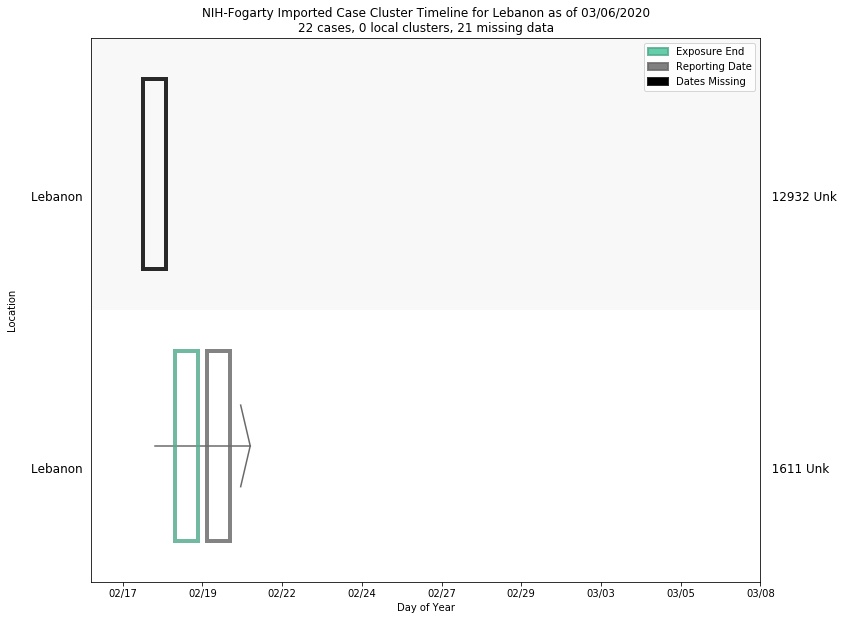 NIH-Fogarty Imported Case Cluster Timeline for Lebanon as of 03/06/2020
22 cases, 0 local clusters, 21 missing data
Exposure End
Reporting Date
Dates Missing
Lebanon
12932 Unk
Location
Lebanon
1611 Unk
02/17
02/19
02/22
02/24
02/27
02/29
03/03
03/05
03/08
Day of Year